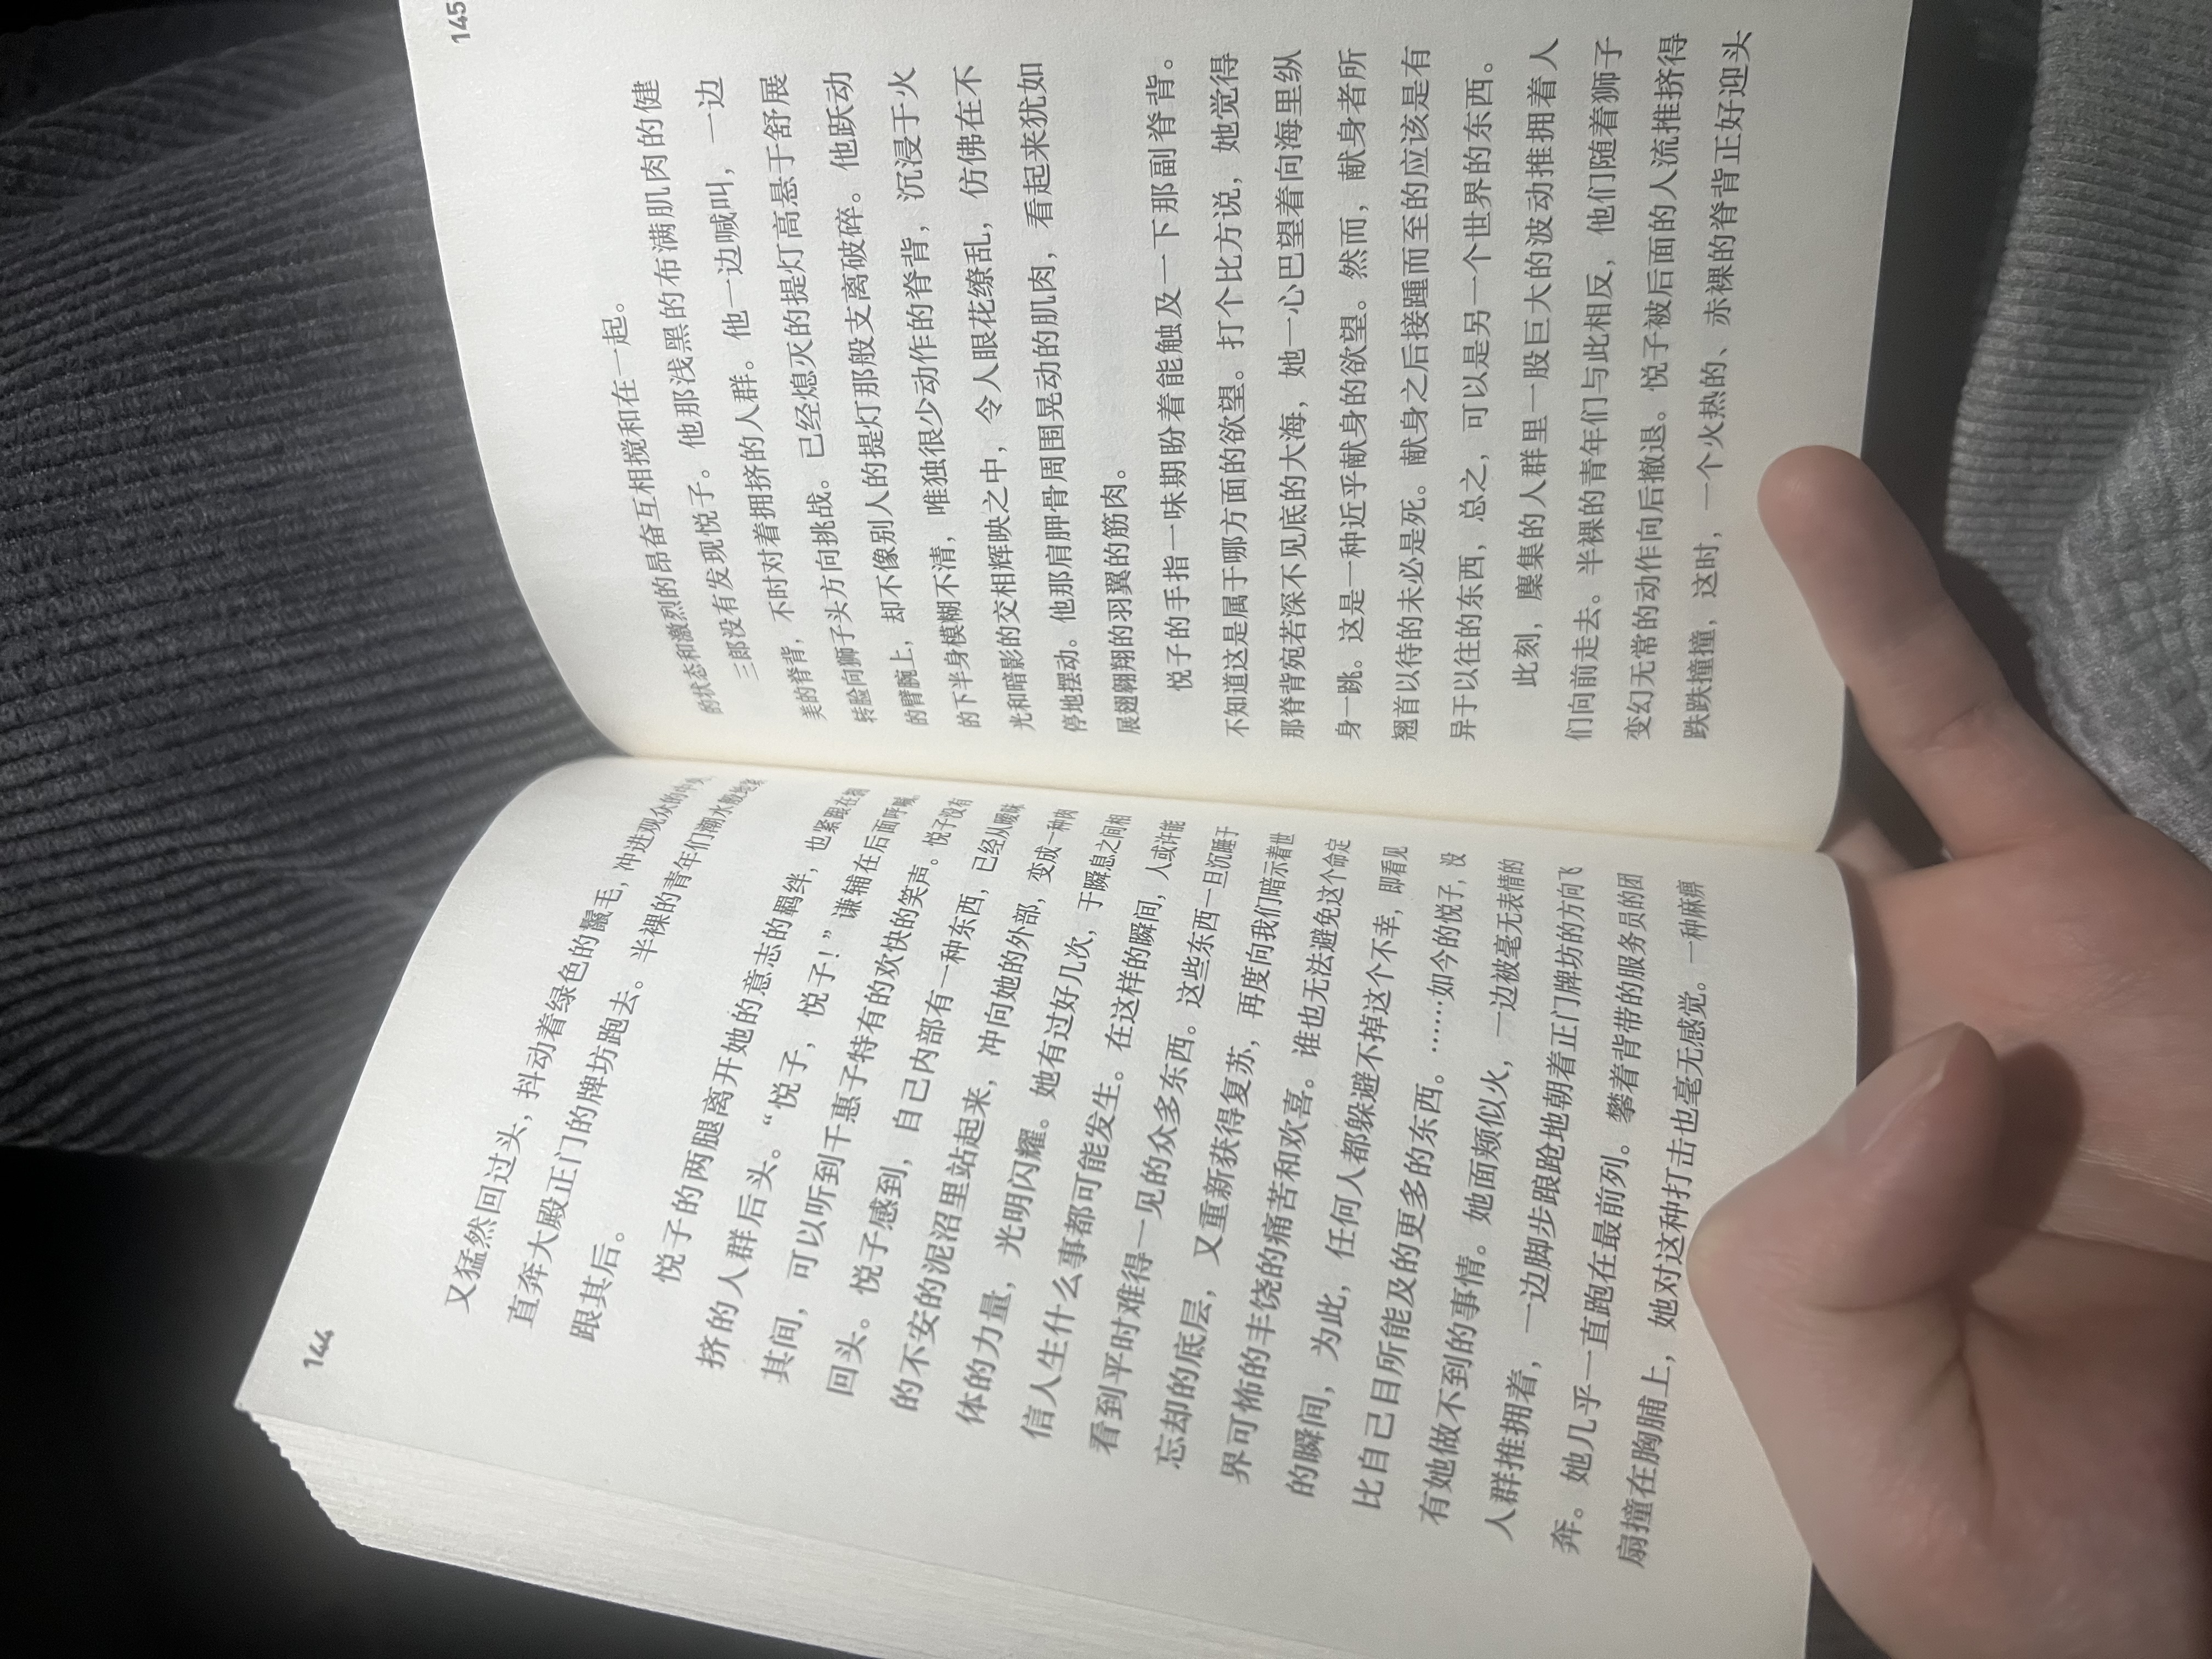 144
又猛然回过头，抖动着绿色的鬣毛，冲进观众的中央，
直奔大殿正门的牌坊跑去。半裸的青年们潮水般地紧
跟其后。
悦子的两腿离开她的意志的羁绊，也紧跟在拥
挤的人群后头。“悦子，悦子！”谦辅在后面呼喊。
其间，可以听到千惠子特有的欢快的笑声。悦子没有
回头。悦子感到，自己内部有一种东西，已经从暧昧
的不安的泥沼里站起来，冲向她的外部，变成一种肉
体的力量，光明闪耀。她有过好几次，于瞬息之间相
信人生什么事都可能发生。在这样的瞬间，人或许能
看到平时难得一见的众多东西。这些东西一旦沉睡于
忘却的底层，又重新获得复苏，再度向我们暗示着世
界可怖的丰饶的痛苦和欢喜。谁也无法避免这个命定
的瞬间，为此，任何人都躲避不掉这个不幸，即看见
比自己目所能及的更多的东西。……如今的悦子，没
有她做不到的事情。她面颊似火，一边被毫无表情的
人群推拥着，一边脚步踉跄地朝着正门牌坊的方向飞
奔。她几乎一直跑在最前列。攀着背带的服务员的团
扇撞在胸脯上，她对这种打击也毫无感觉。一种麻痹
145
的状态和激烈的昂奋互相搅和在一起。
三郎没有发现悦子。他那浅黑的布满肌肉的健
美的脊背，不时对着拥挤的人群。他一边喊叫，一边
转脸向狮子头方向挑战。已经熄灭的提灯高悬于舒展
的臂腕上，却不像别人的提灯那般支离破碎。他跃动
的下半身模糊不清，唯独很少动作的脊背，沉浸于火
光和暗影的交相辉映之中，令人眼花缭乱，仿佛在不
停地摆动。他那肩胛骨周围晃动的肌肉，看起来犹如
展翅翱翔的羽翼的筋肉。
悦子的手指一味期盼着能触及一下那副脊背。
不知道这是属于哪方面的欲望。打个比方说，她觉得
那脊背宛若深不见底的大海，她一心巴望着向海里纵
身一跳。这是一种近乎献身的欲望。然而，献身者所
翘首以待的未必是死。献身之后接踵而至的应该是有
异于以往的东西，总之，可以是另一个世界的东西。
此刻，麇集的人群里一股巨大的波动推拥着人
们向前走去。半裸的青年们与此相反，他们随着狮子
变幻无常的动作向后撤退。悦子被后面的人流推挤得
跌跌撞撞，这时，一个火热的、赤裸的脊背正好迎头